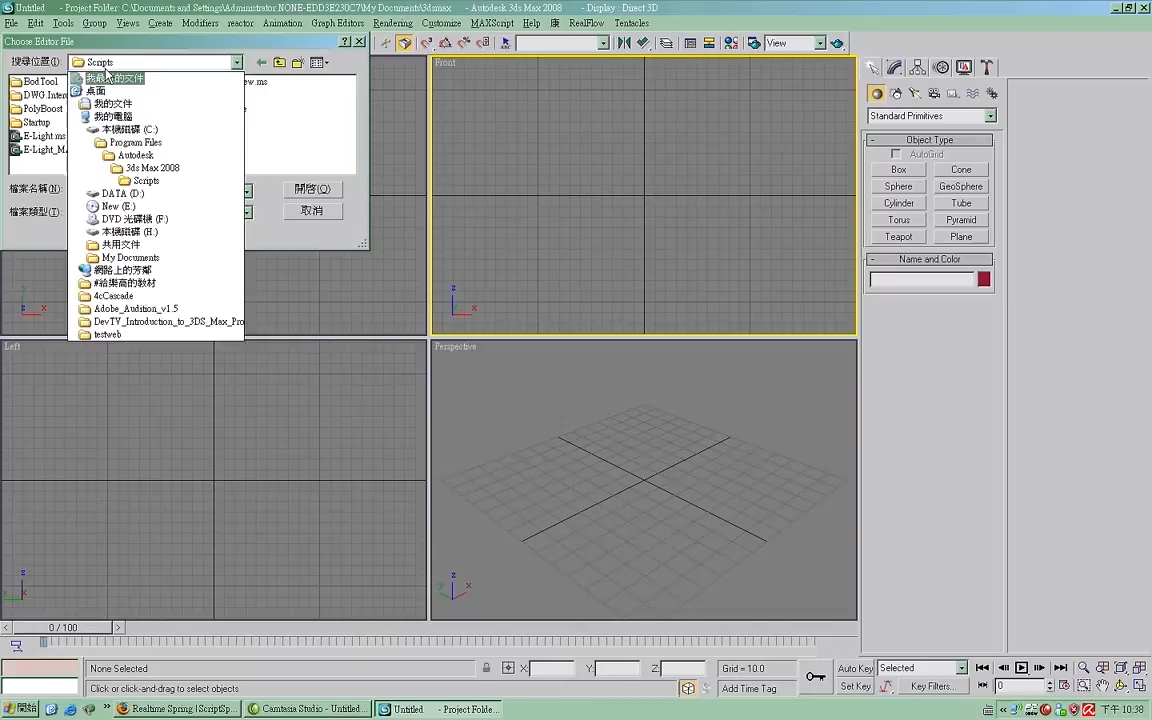 Untitled - Project Folder: C:\Documents and Settings\Administrator.NONE-EDD3E230C7\My Documents\3dsmax - Autodesk 3ds Max 2008 - Display : Direct 3D
File Edit Tools Group Views Create Modifiers reactor Animation Graph Editors Rendering Customize MAXScript Help 康 RealFlow Tentacles
Choose Editor File
搜尋位置(I): Scripts
View
我最近的文件
桌面
我的文件
我的電腦
本機磁碟 (C:)
Program Files
Autodesk
3ds Max 2008
Scripts
DATA (D:)
New (E:)
DVD 光碟機 (F:)
本機磁碟 (H:)
共用文件
My Documents
網路上的芳鄰
#給樂高的教材
4cCascade
Adobe_Audition_v1.5
DevTV_Introduction_to_3DS_Max_Pro
testweb
BodTool
DWG.Inter
PolyBoost
Startup
E-Light.ms
E-Light_MA
ew.ms
檔案名稱(N):
開啟(O)
檔案類型(T):
取消
Front
Left
Perspective
z
x
y
Standard Primitives
Object Type
AutoGrid
Box Cone
Sphere GeoSphere
Cylinder Tube
Torus Pyramid
Teapot Plane
Name and Color
0 / 100
None Selected X: Y: Z: Grid = 10.0 Auto Key Selected
Click or click-and-drag to select objects Add Time Tag Set Key Key Filters... 0
開始 Realtime Spring [ScriptSp... Camtasia Studio - Untitled... Untitled - Project Folde... 下午 10:38